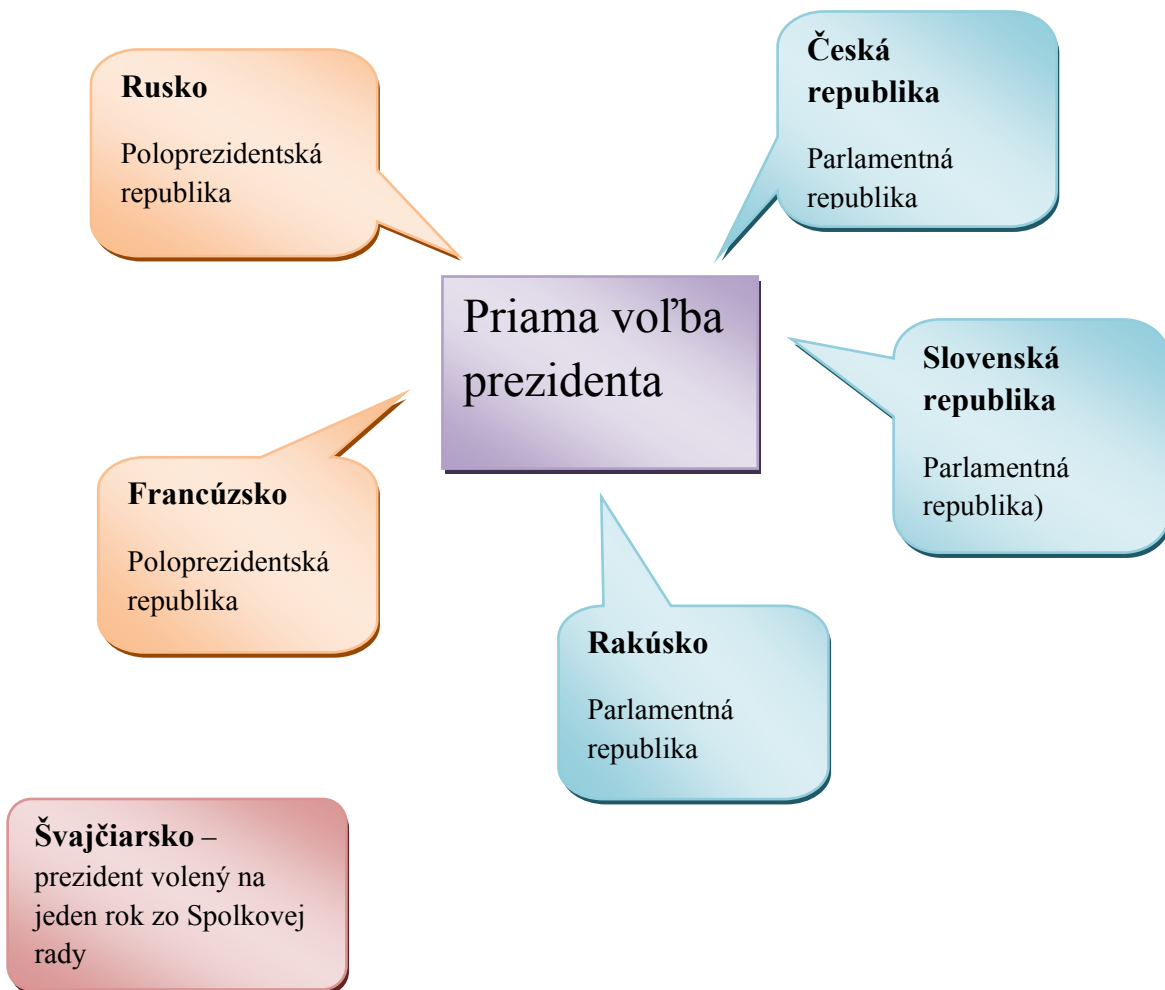 Rusko
Poloprezidentská
republika
Česká
republika
Parlamentná
republika
Priama voľba
prezidenta
Slovenská
republika
Parlamentná
republika)
Francúzsko
Poloprezidentská
republika
Rakúsko
Parlamentná
republika
Švajčiarsko –
prezident volený na
jeden rok zo Spolkovej
rady